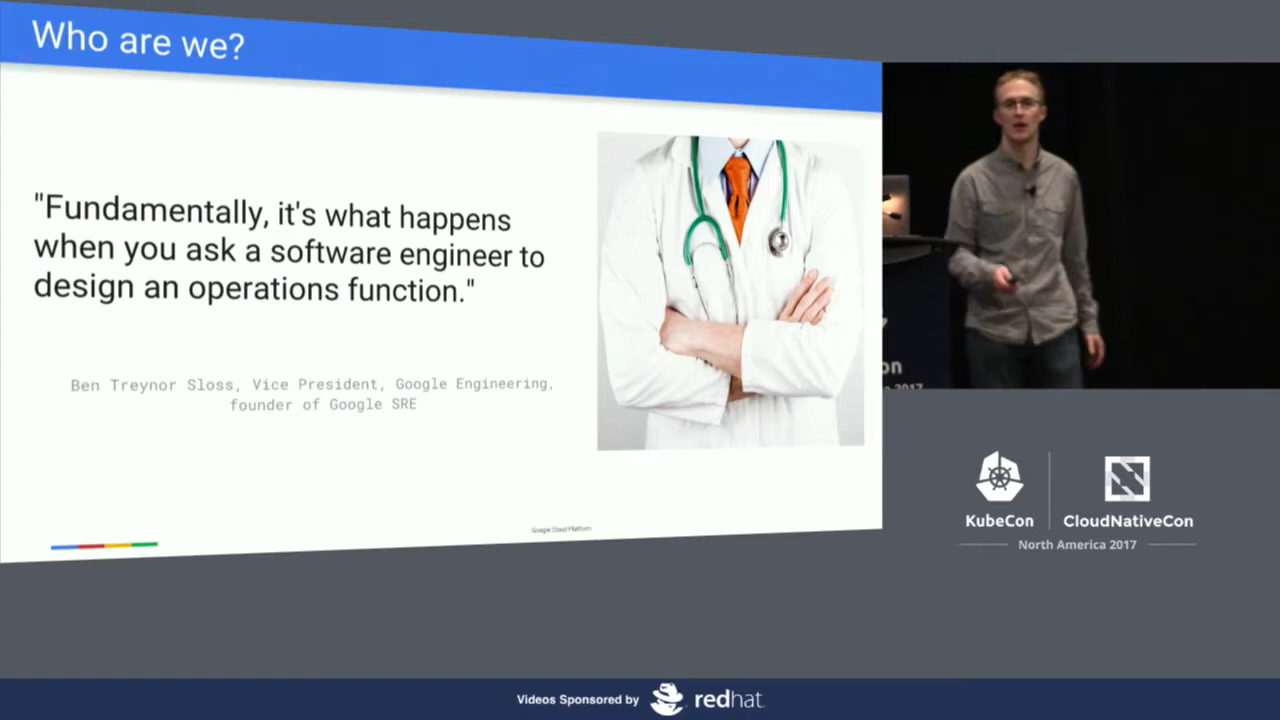 Who are we?
"Fundamentally, it's what happens
when you ask a software engineer to
design an operations function."
Ben Treynor Sloss, Vice President, Google Engineering,
founder of Google SRE
Google Cloud Platform
KubeCon
CloudNativeCon
North America 2017
Videos Sponsored by
redhat